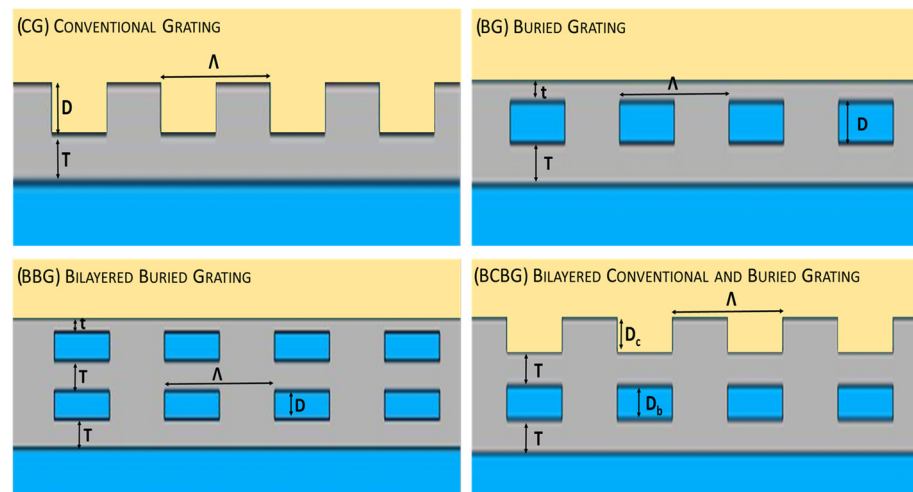 (CG) CONVENTIONAL GRATING
Λ
D
T
(BG) BURIED GRATING
t
Λ
D
T
(BBG) BILAYERED BURIED GRATING
t
T
Λ
D
T
(BCBG) BILAYERED CONVENTIONAL AND BURIED GRATING
Λ
Dc
T
Db
T